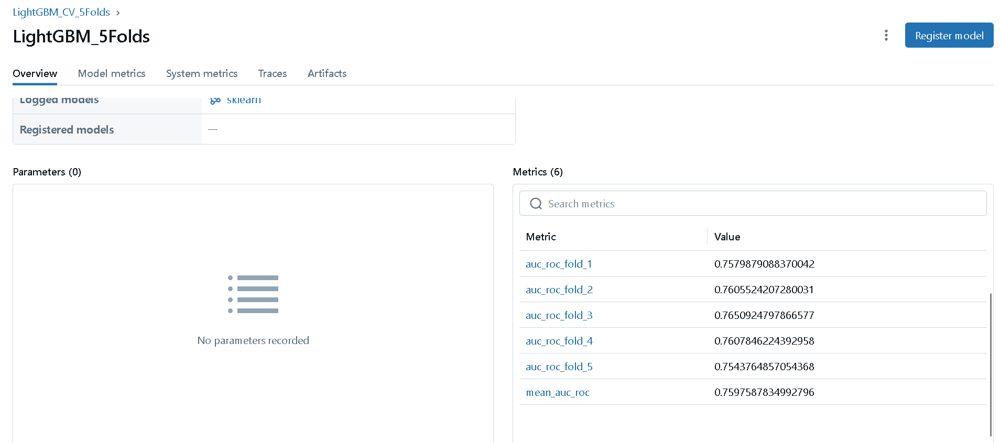 LightGBM_CV_5Folds
LightGBM_5Folds
Register model
Overview Model metrics System metrics Traces Artifacts
Logged models sklearn
Registered models —
Parameters (0)
No parameters recorded
Metrics (6)
Search metrics
Metric Value
auc_roc_fold_1 0.7579879088370042
auc_roc_fold_2 0.7605524207280031
auc_roc_fold_3 0.7650924797866577
auc_roc_fold_4 0.7607846224392958
auc_roc_fold_5 0.7543764857054368
mean_auc_roc 0.7597587834992796